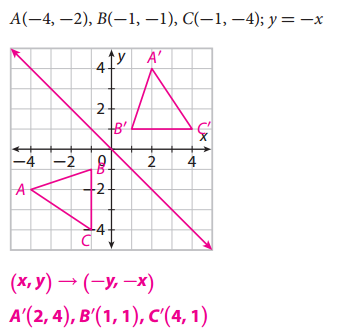 A(−4, −2), B(−1, −1), C(−1, −4); y = −x
y A′
4
2
B′ C′
x
−4 −2 0 2 4
B
A −2
−4
C
(x, y) → (−y, −x)
A′(2, 4), B′(1, 1), C′(4, 1)